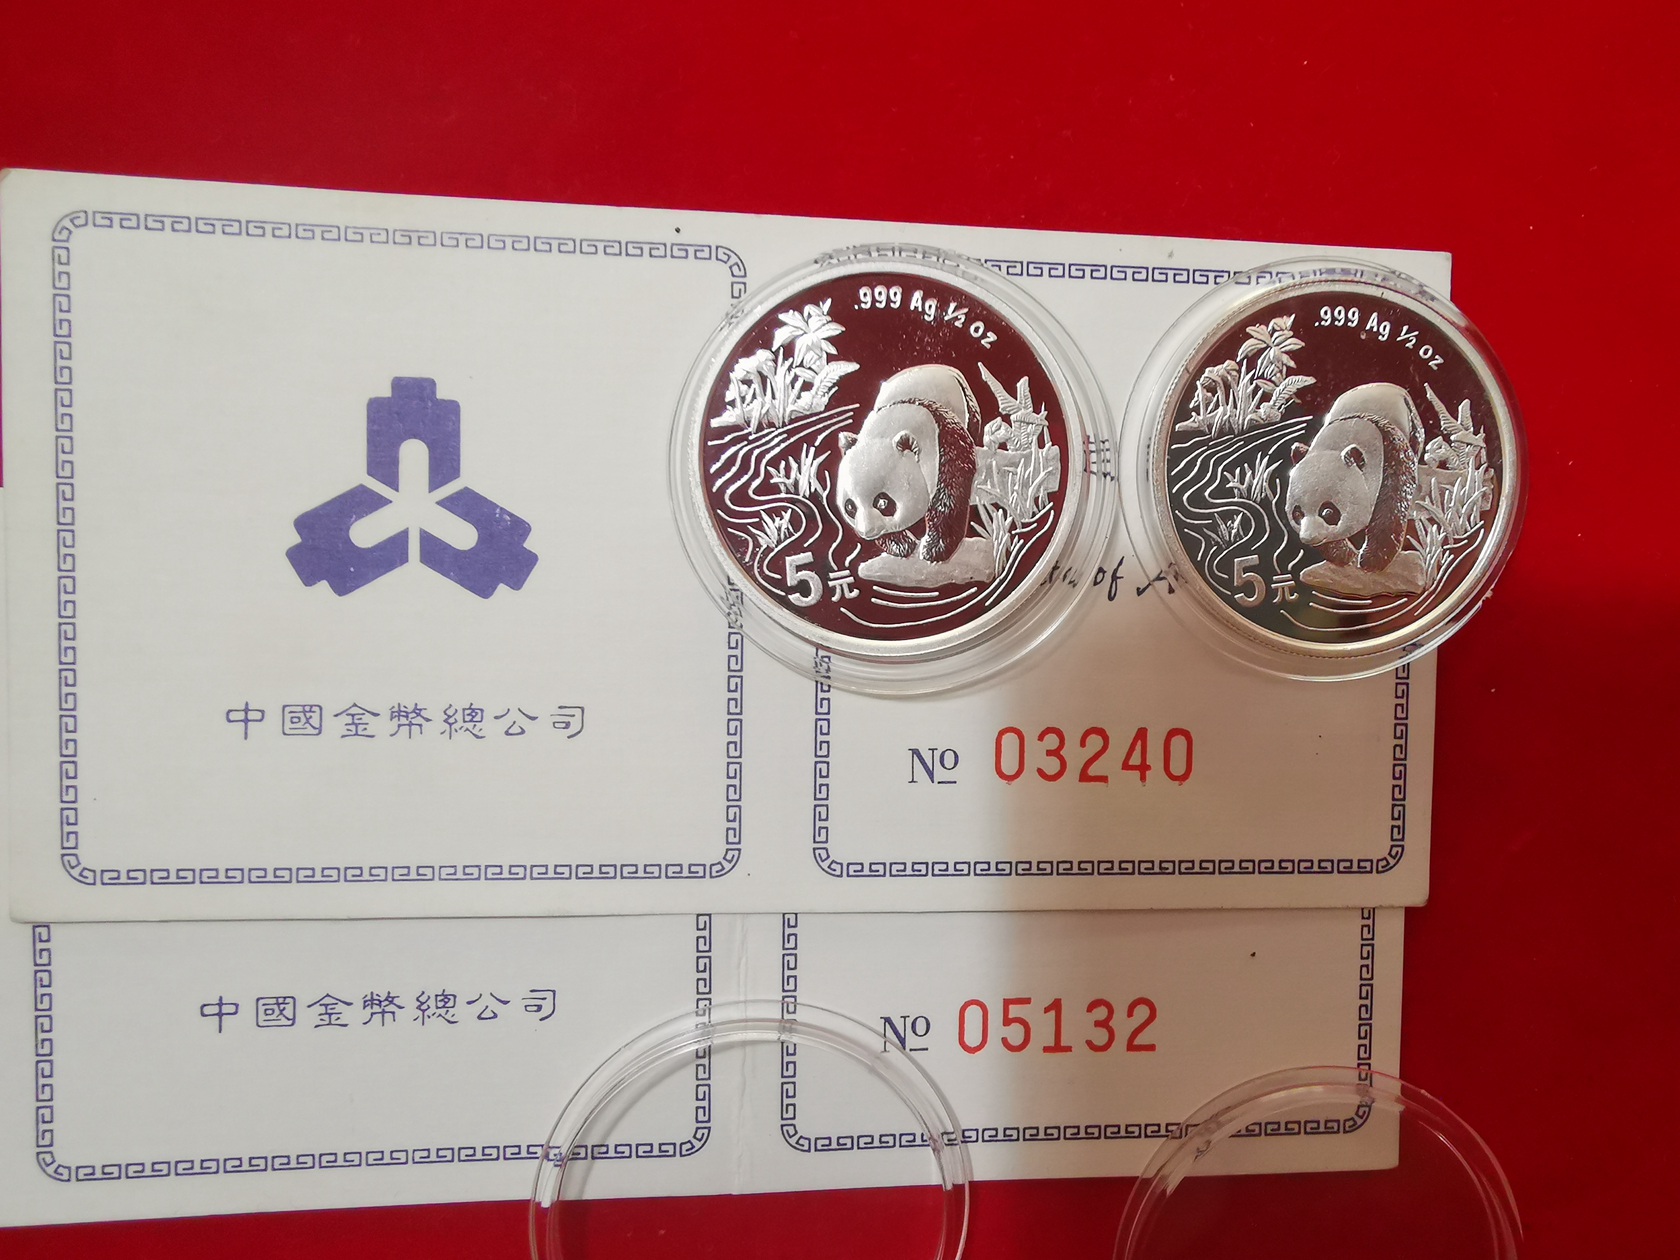 .999 Ag 1/2 oz
5元
.999 Ag 1/2 oz
5元
of
中國金幣總公司
№ 03240
中國金幣總公司
№ 05132